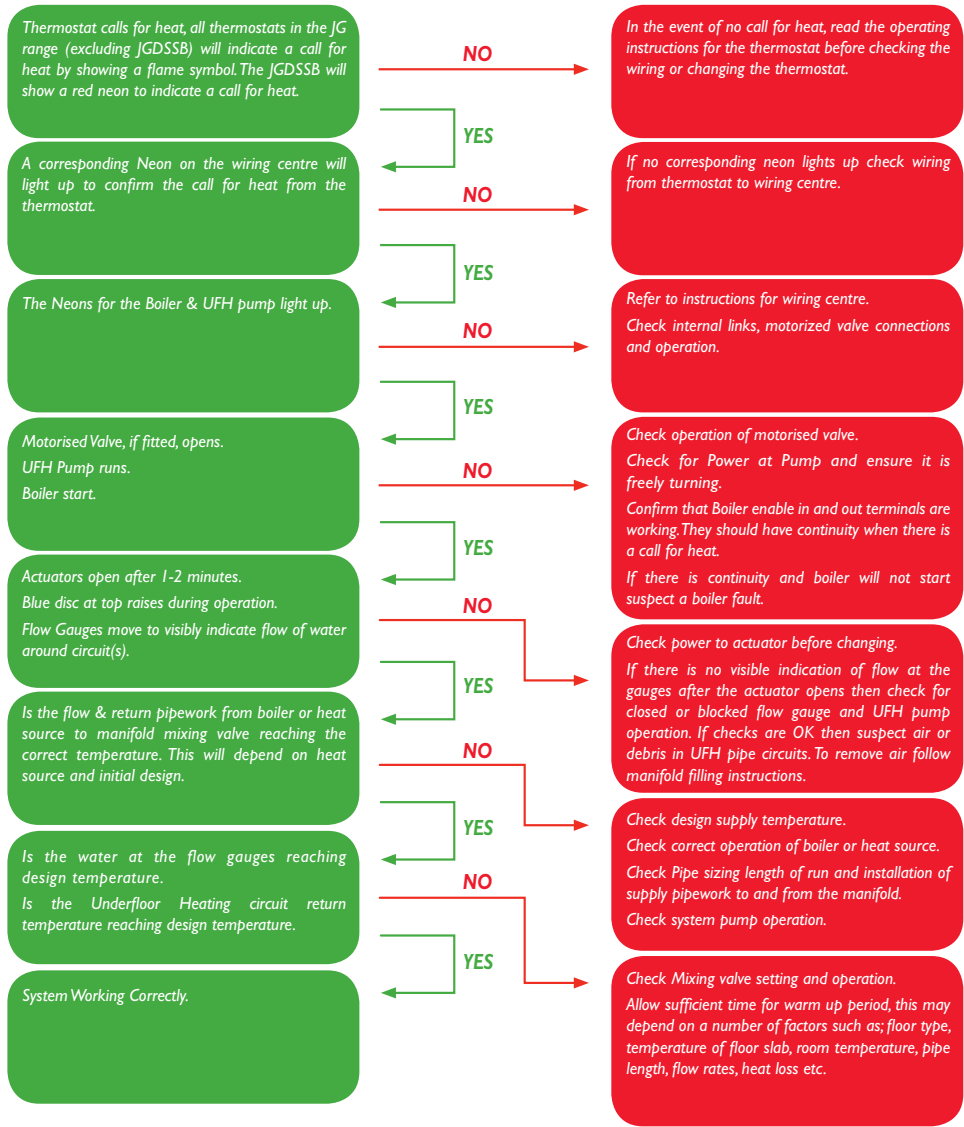 Thermostat calls for heat, all thermostats in the JG
range (excluding JGDSSB) will indicate a call for
heat by showing a flame symbol. The JGDSSB will
show a red neon to indicate a call for heat.
NO
In the event of no call for heat, read the operating
instructions for the thermostat before checking the
wiring or changing the thermostat.
YES
A corresponding Neon on the wiring centre will
light up to confirm the call for heat from the
thermostat.
NO
If no corresponding neon lights up check wiring
from thermostat to wiring centre.
YES
The Neons for the Boiler & UFH pump light up.
NO
Refer to instructions for wiring centre.
Check internal links, motorized valve connections
and operation.
YES
Motorised Valve, if fitted, opens.
UFH Pump runs.
Boiler start.
NO
Check operation of motorised valve.
Check for Power at Pump and ensure it is
freely turning.
Confirm that Boiler enable in and out terminals are
working. They should have continuity when there is
a call for heat.
If there is continuity and boiler will not start
suspect a boiler fault.
YES
Actuators open after 1-2 minutes.
Blue disc at top raises during operation.
Flow Gauges move to visibly indicate flow of water
around circuit(s).
NO
Check power to actuator before changing.
If there is no visible indication of flow at the
gauges after the actuator opens then check for
closed or blocked flow gauge and UFH pump
operation. If checks are OK then suspect air or
debris in UFH pipe circuits. To remove air follow
manifold filling instructions.
YES
Is the flow & return pipework from boiler or heat
source to manifold mixing valve reaching the
correct temperature. This will depend on heat
source and initial design.
NO
Check design supply temperature.
Check correct operation of boiler or heat source.
Check Pipe sizing length of run and installation of
supply pipework to and from the manifold.
Check system pump operation.
YES
Is the water at the flow gauges reaching
design temperature.
Is the Underfloor Heating circuit return
temperature reaching design temperature.
NO
Check Mixing valve setting and operation.
Allow sufficient time for warm up period, this may
depend on a number of factors such as; floor type,
temperature of floor slab, room temperature, pipe
length, flow rates, heat loss etc.
YES
System Working Correctly.